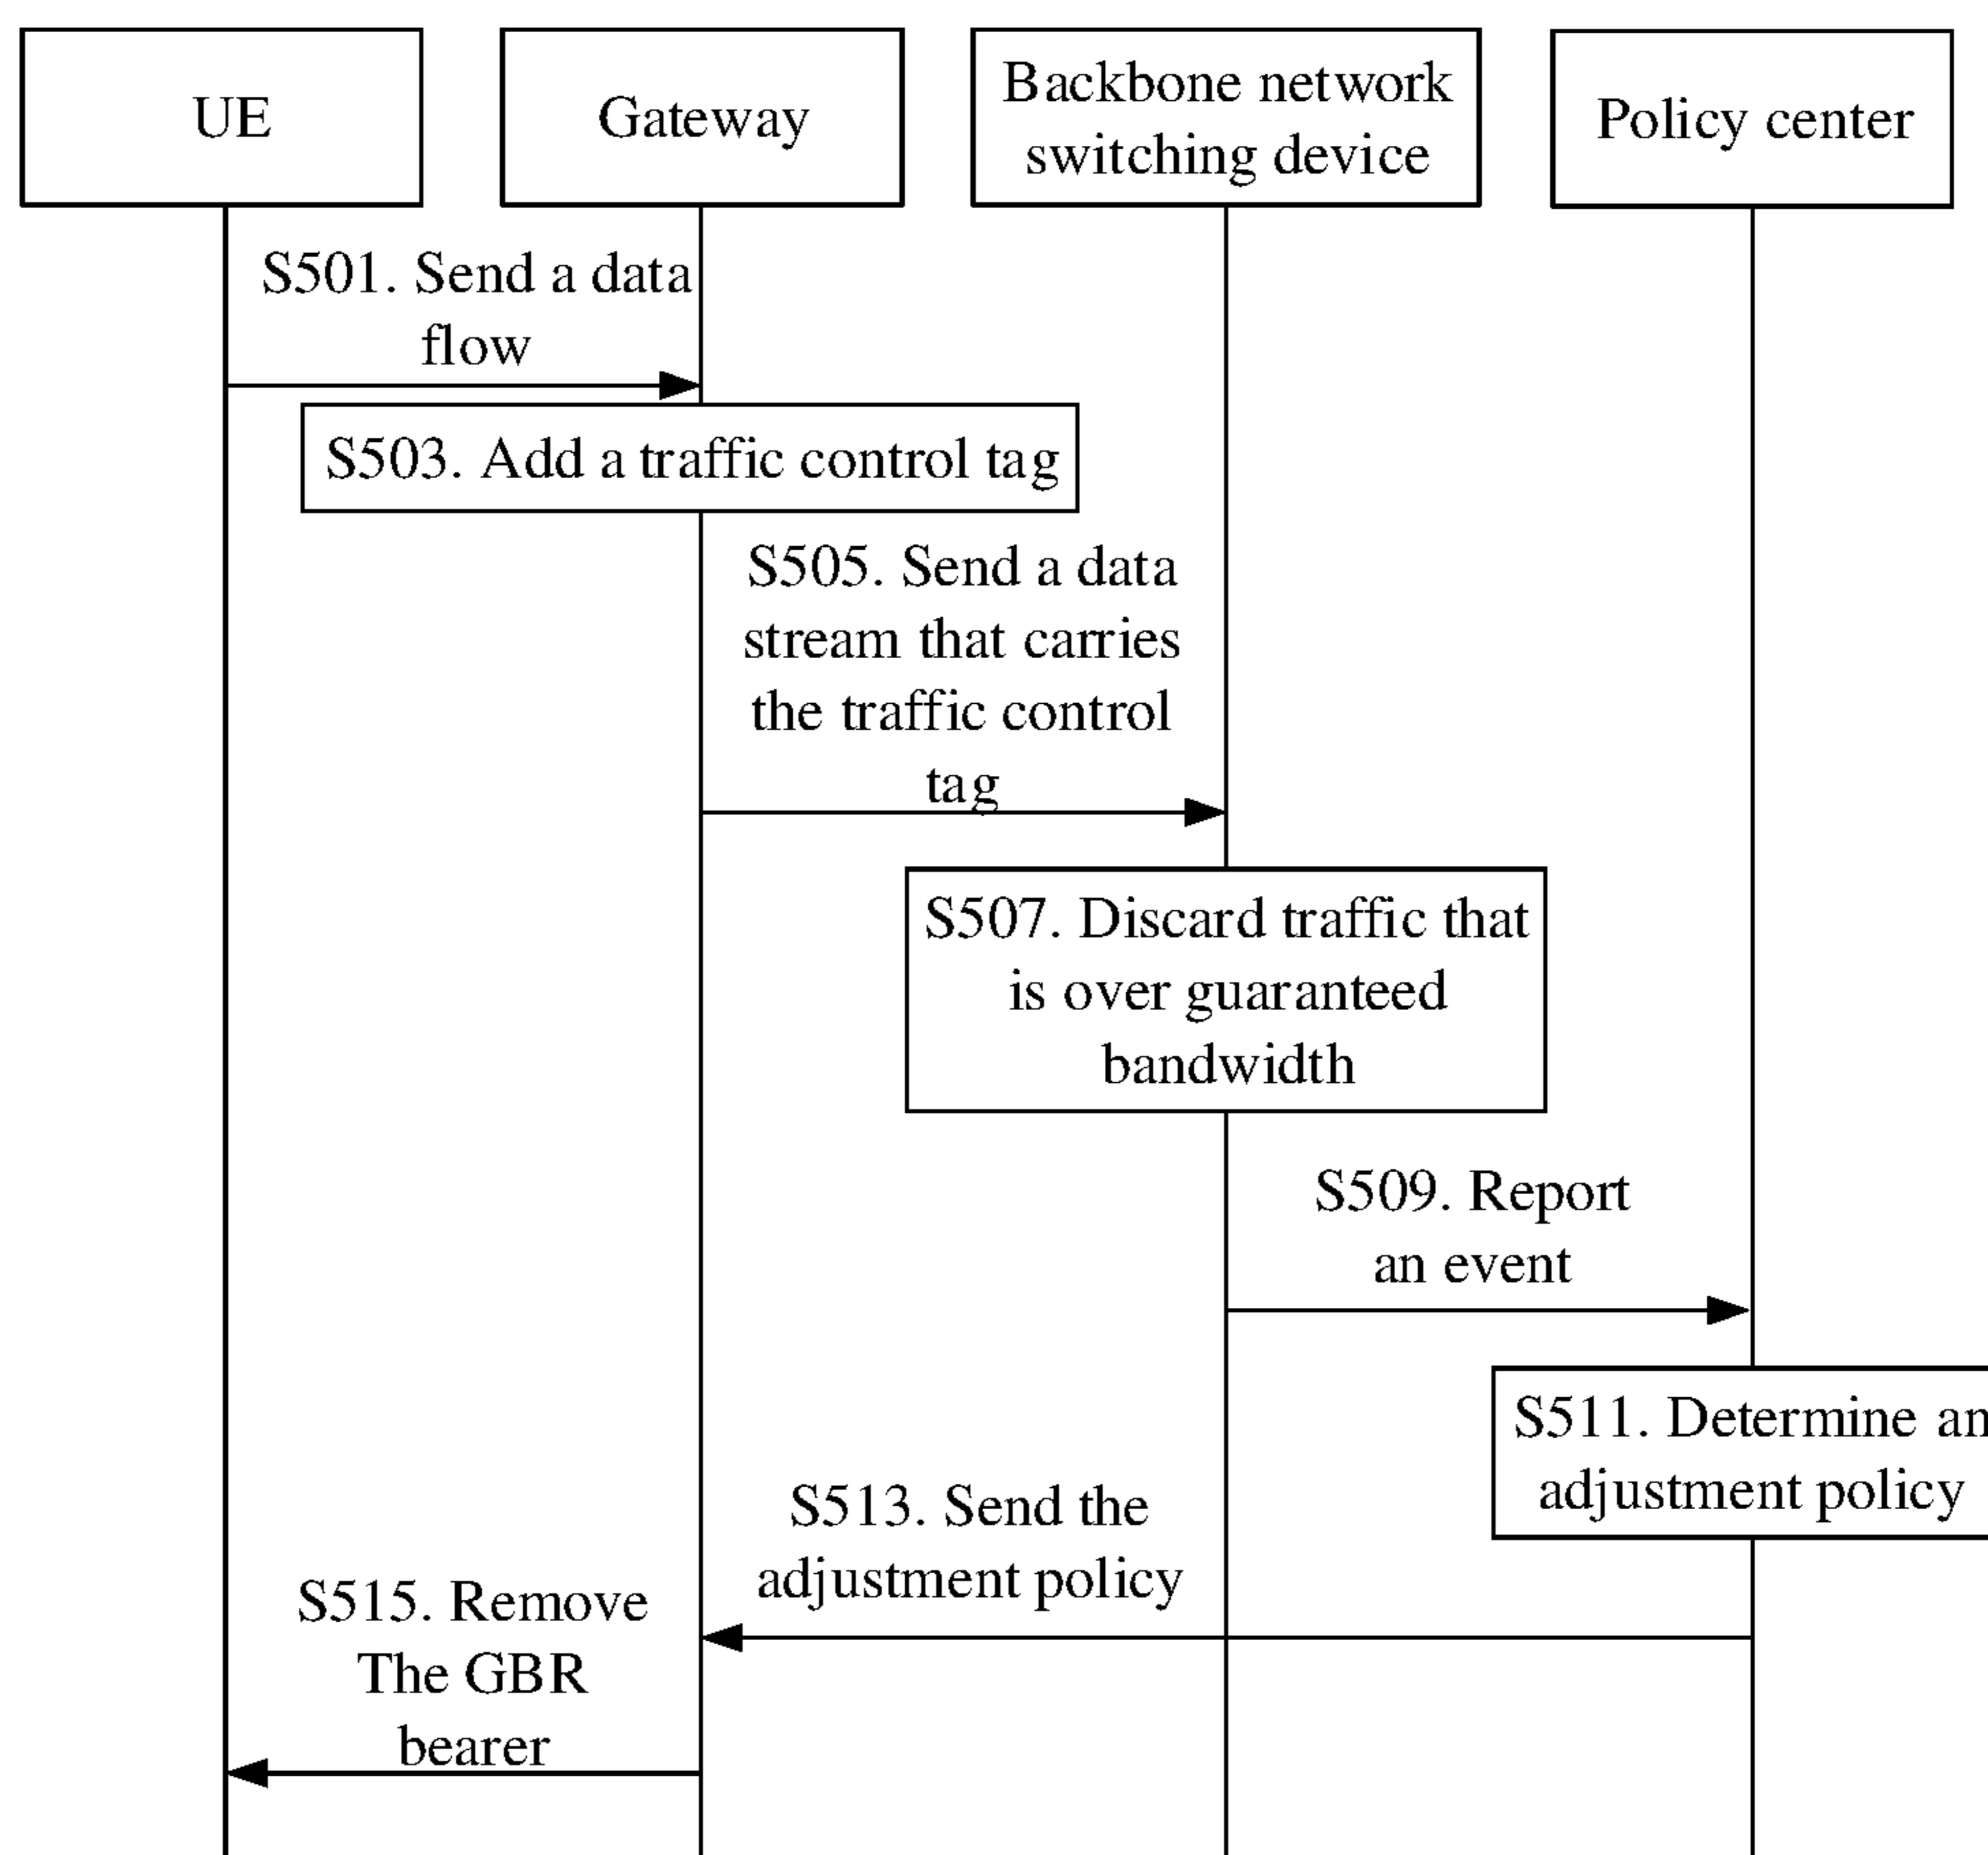 UE
Gateway
Backbone network
switching device
Policy center
S501. Send a data
flow
S503. Add a traffic control tag
S505. Send a data
stream that carries
the traffic control
tag
S507. Discard traffic that
is over guaranteed
bandwidth
S509. Report
an event
S511. Determine an
adjustment policy
S513. Send the
adjustment policy
S515. Remove
The GBR
bearer